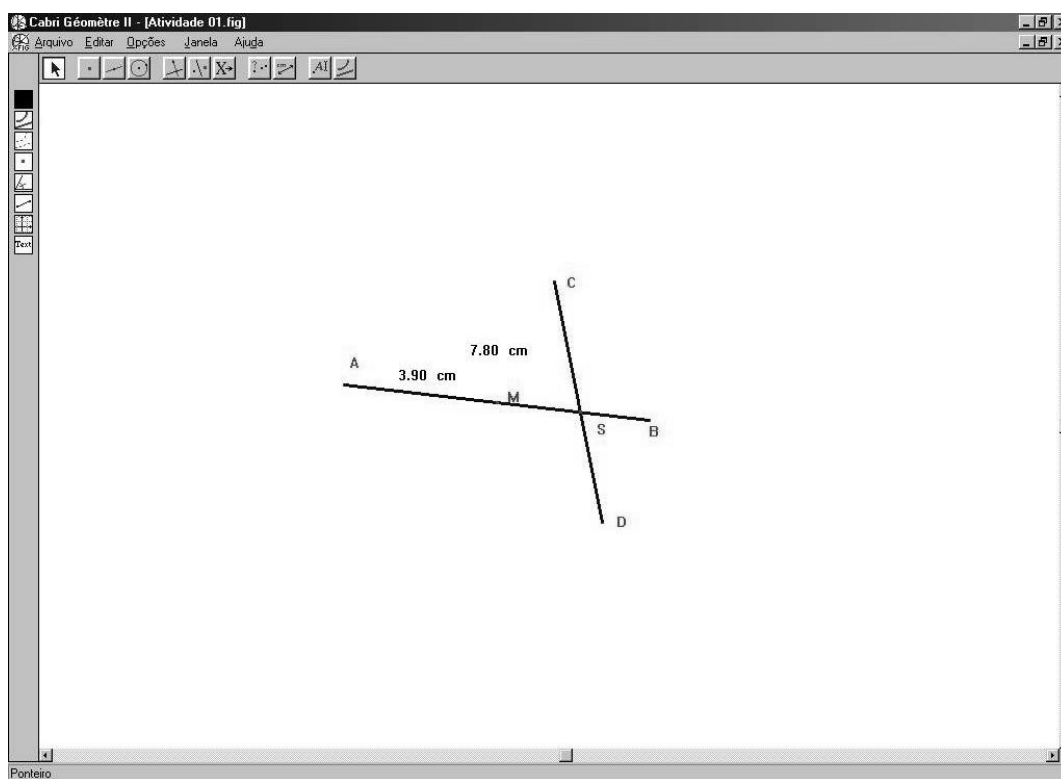 Cabri Géomètre II - [Atividade 01.fig]
Arquivo Editar Opções Janela Ajuda
AI
Text
C
7.80 cm
A
3.90 cm
M
S
B
D
Ponteiro